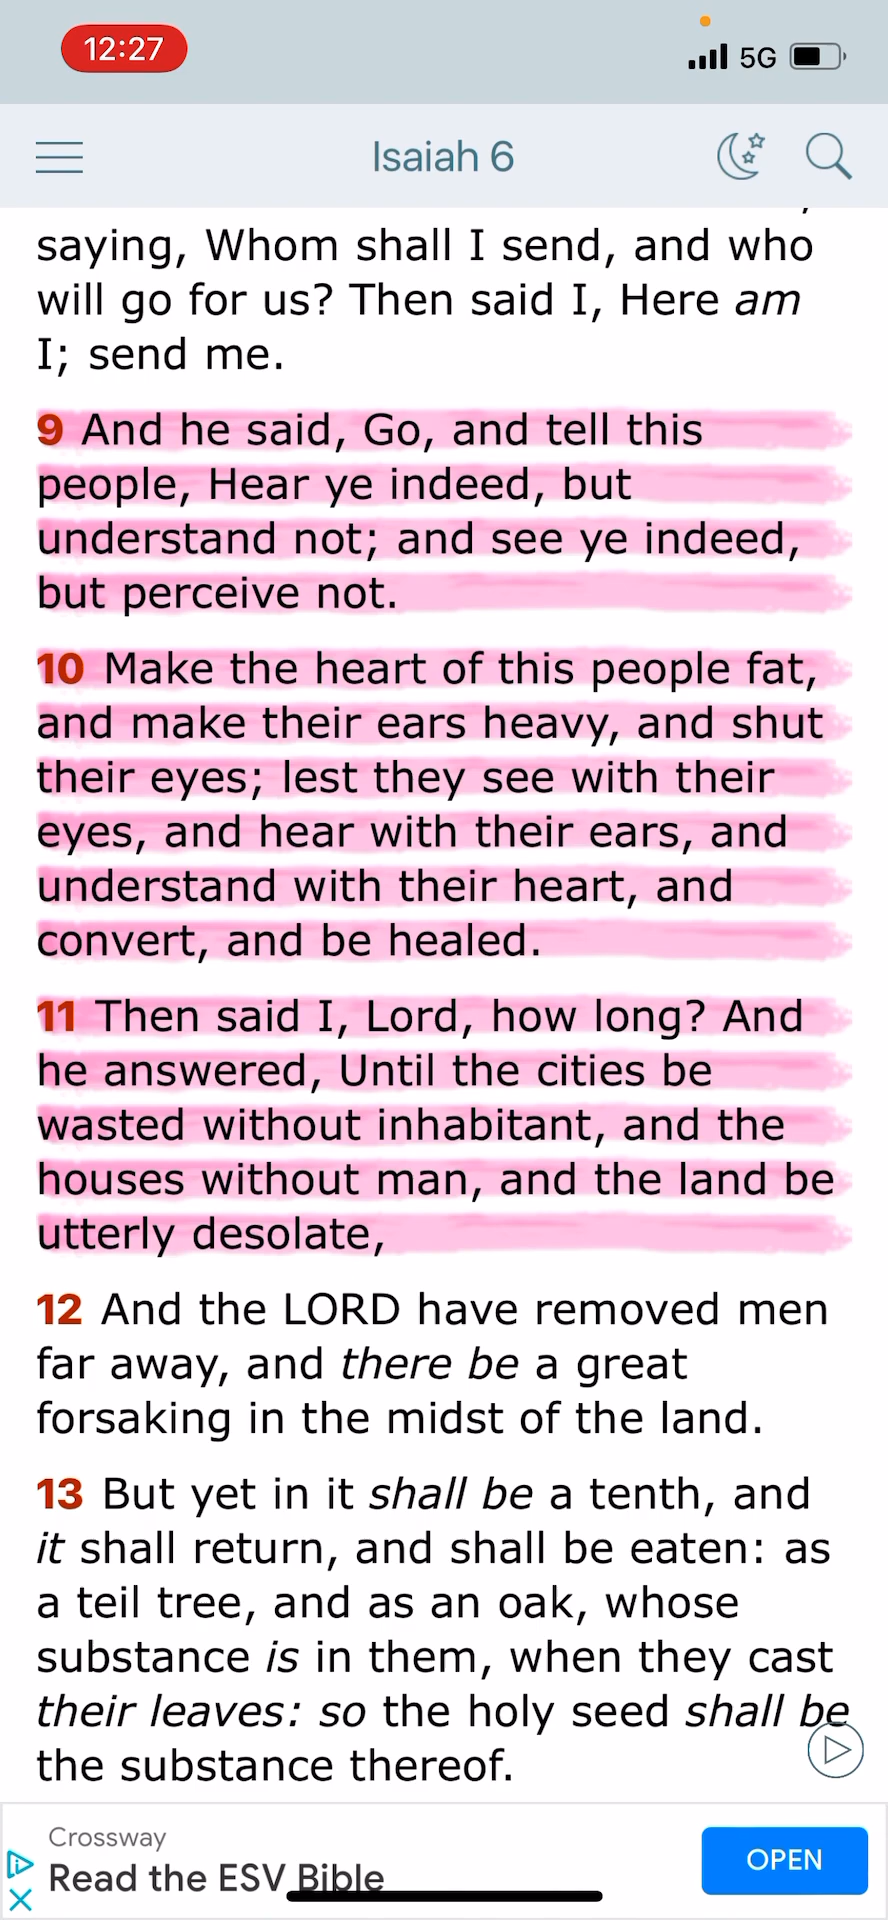 12:27
5G
Isaiah 6
saying, Whom shall I send, and who
will go for us? Then said I, Here am
I; send me.
9 And he said, Go, and tell this
people, Hear ye indeed, but
understand not; and see ye indeed,
but perceive not.
10 Make the heart of this people fat,
and make their ears heavy, and shut
their eyes; lest they see with their
eyes, and hear with their ears, and
understand with their heart, and
convert, and be healed.
11 Then said I, Lord, how long? And
he answered, Until the cities be
wasted without inhabitant, and the
houses without man, and the land be
utterly desolate,
12 And the LORD have removed men
far away, and there be a great
forsaking in the midst of the land.
13 But yet in it shall be a tenth, and
it shall return, and shall be eaten: as
a teil tree, and as an oak, whose
substance is in them, when they cast
their leaves: so the holy seed shall be
the substance thereof.
Crossway
Read the ESV Bible
OPEN